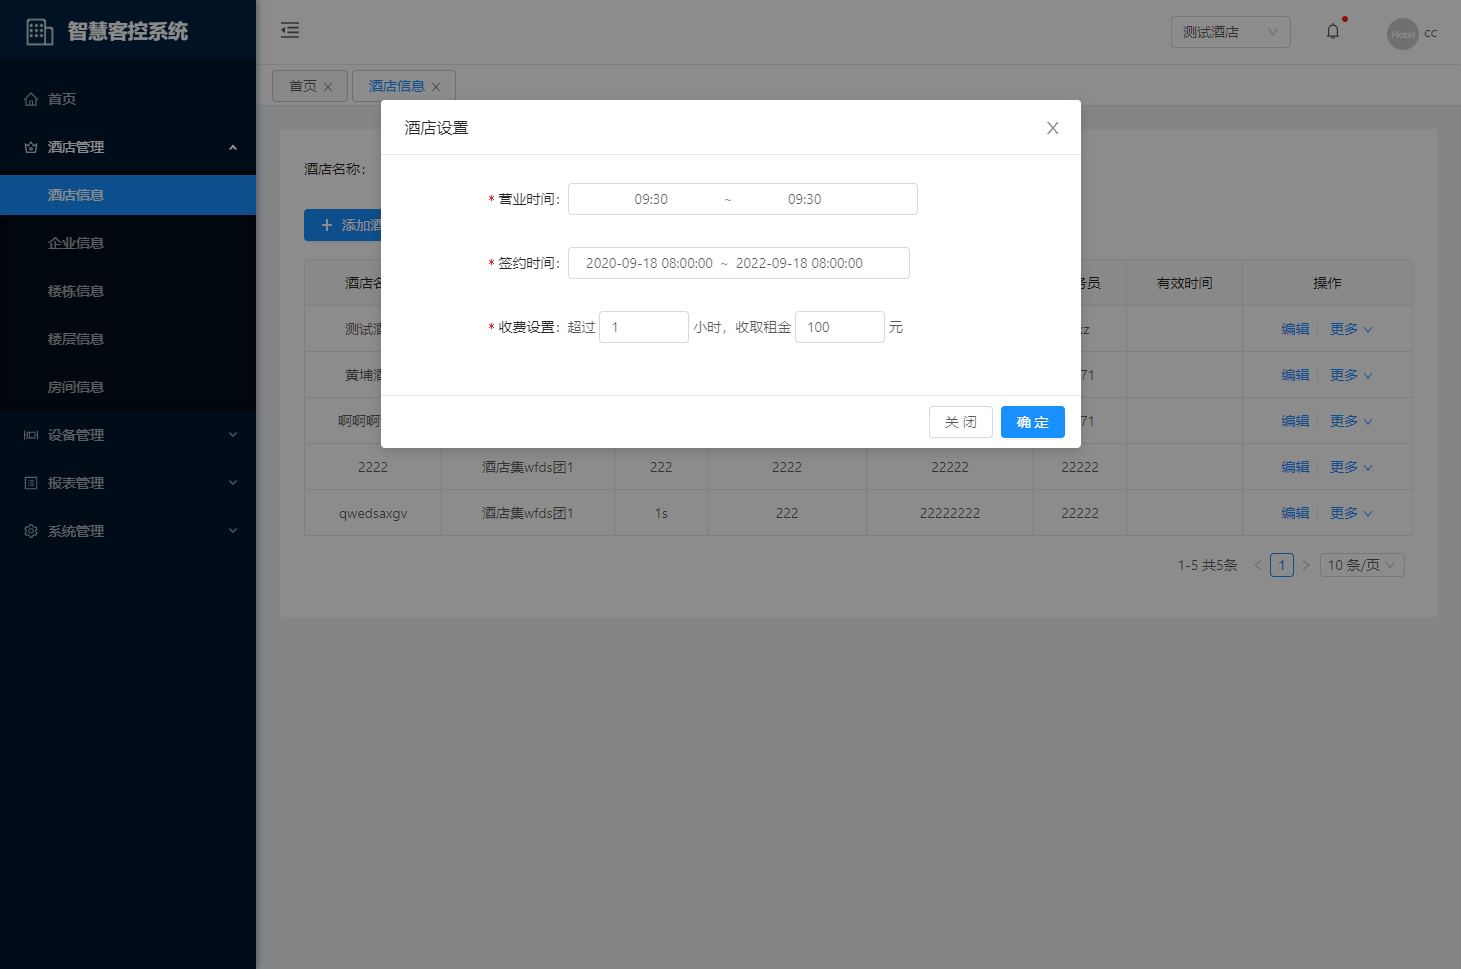 智慧客控系统
测试酒店
Hotel
cc
首页
酒店管理
酒店信息
企业信息
楼栋信息
楼层信息
房间信息
设备管理
报表管理
系统管理
首页
酒店信息
酒店名称：
添加
酒店设置
* 营业时间： 09:30 ~ 09:30
* 签约时间： 2020-09-18 08:00:00 ~ 2022-09-18 08:00:00
* 收费设置： 超过 1 小时，收取租金 100 元
关 闭 确 定
酒店 有效时间 操作
测试 编辑 更多
黄埔 71 编辑 更多
啊啊啊 71 编辑 更多
2222 酒店集wfds团1 222 2222 22222 22222 编辑 更多
qwedsaxgv 酒店集wfds团1 1s 222 22222222 22222 编辑 更多
1-5 共5条 < 1 > 10 条/页